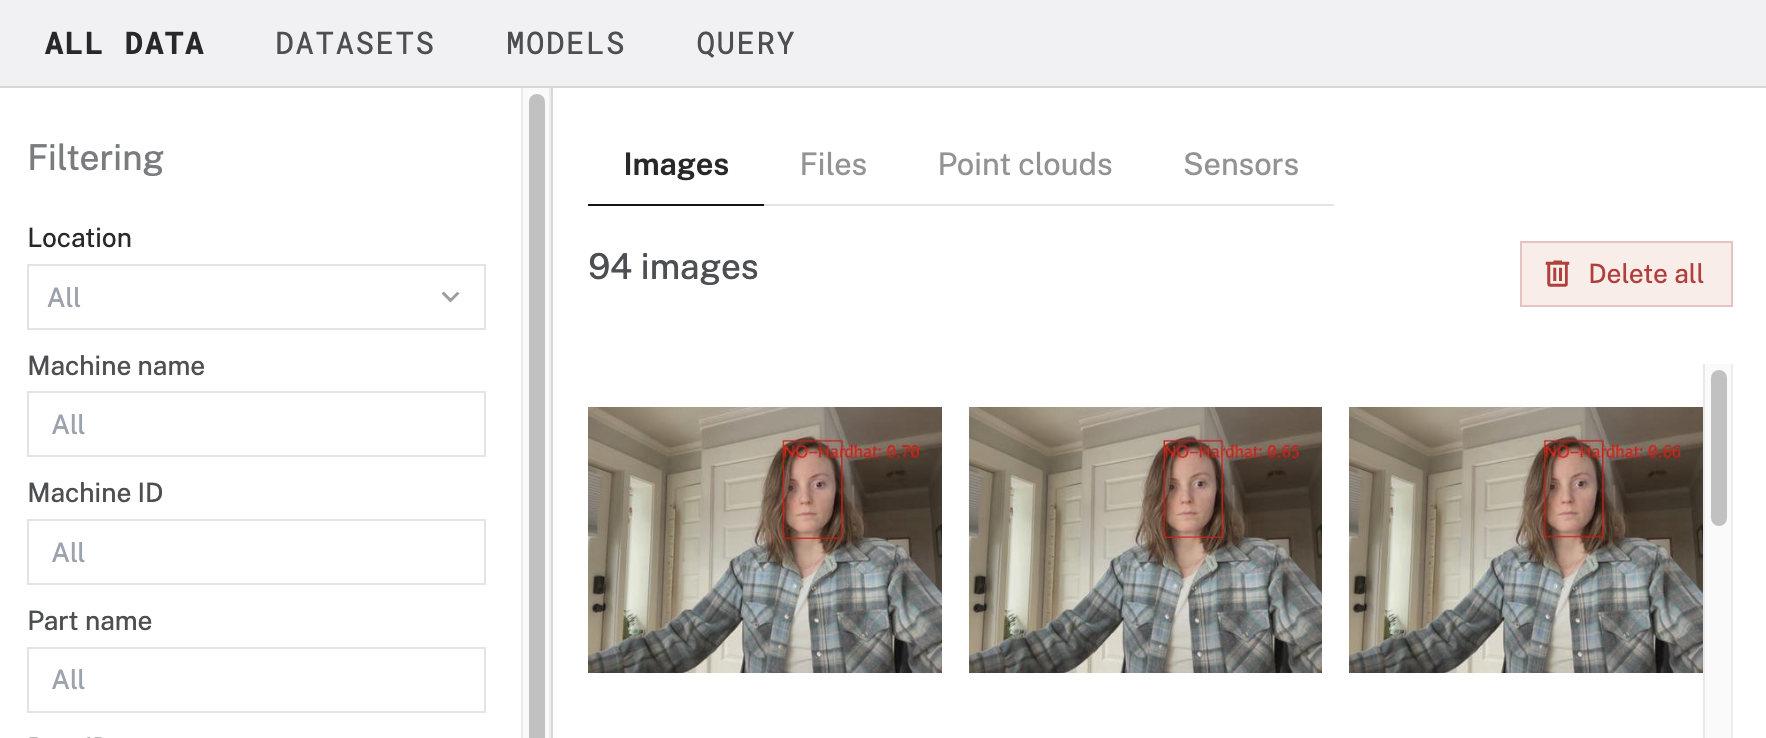 ALL DATA DATASETS MODELS QUERY
Filtering
Location
All
Machine name
All
Machine ID
All
Part name
All
Images Files Point clouds Sensors
94 images
Delete all
NO-Hardhat: 0.70
NO-Hardhat: 0.65
NO-Hardhat: 0.66